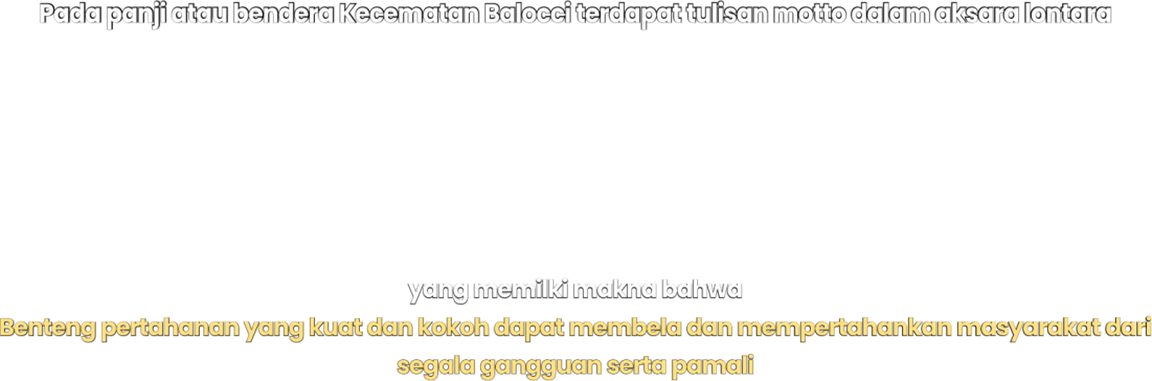 Pada panji atau bendera Kecematan Balocci terdapat tulisan motto dalam aksara lontara
yang memilki makna bahwa
Benteng pertahanan yang kuat dan kokoh dapat membela dan mempertahankan masyarakat dari
segala gangguan serta pamali